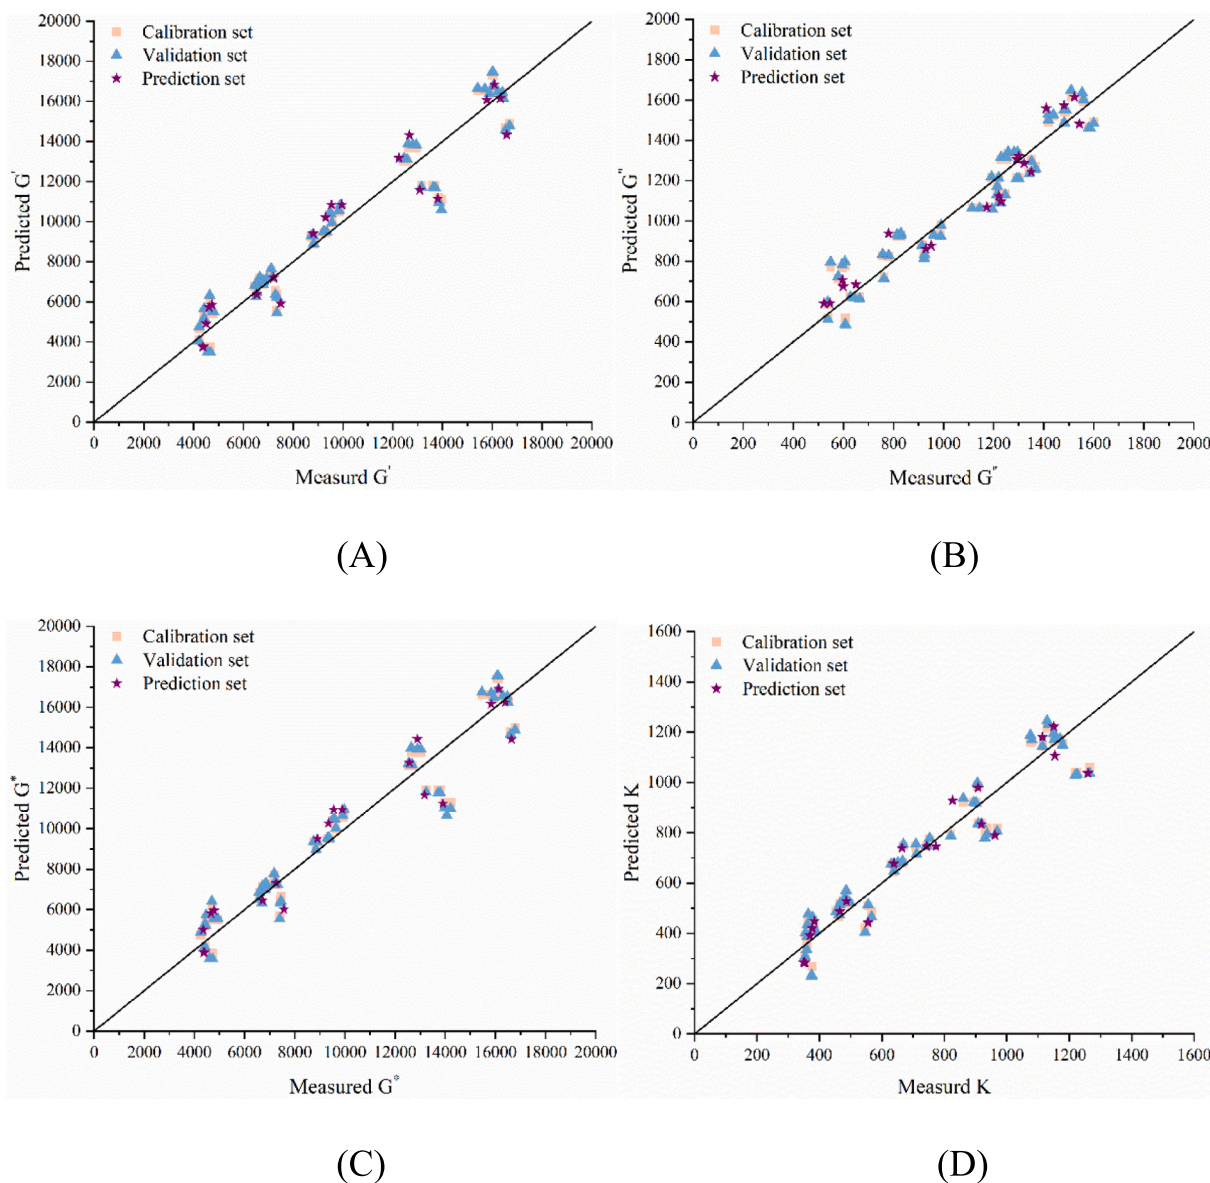 Calibration set
Validation set
Prediction set
20000
18000
16000
14000
12000
10000
8000
6000
4000
2000
0
Predicted G'
0 2000 4000 6000 8000 10000 12000 14000 16000 18000 20000
Measurd G'
(A)
Calibration set
Validation set
Prediction set
2000
1800
1600
1400
1200
1000
800
600
400
200
0
Predicted G"
0 200 400 600 800 1000 1200 1400 1600 1800 2000
Measured G"
(B)
Calibration set
Validation set
Prediction set
20000
18000
16000
14000
12000
10000
8000
6000
4000
2000
0
Predicted G*
0 2000 4000 6000 8000 10000 12000 14000 16000 18000 20000
Measured G*
(C)
Calibration set
Validation set
Prediction set
1600
1400
1200
1000
800
600
400
200
0
Predicted K
0 200 400 600 800 1000 1200 1400 1600
Measurd K
(D)